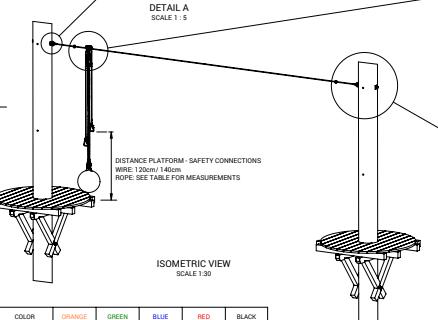 DETAIL A
SCALE 1 : 5
DISTANCE PLATFORM - SAFETY CONNECTIONS
WIRE: 120cm/ 140cm
ROPE: SEE TABLE FOR MEASUREMENTS
ISOMETRIC VIEW
SCALE 1:30
COLOR ORANGE GREEN BLUE RED BLACK